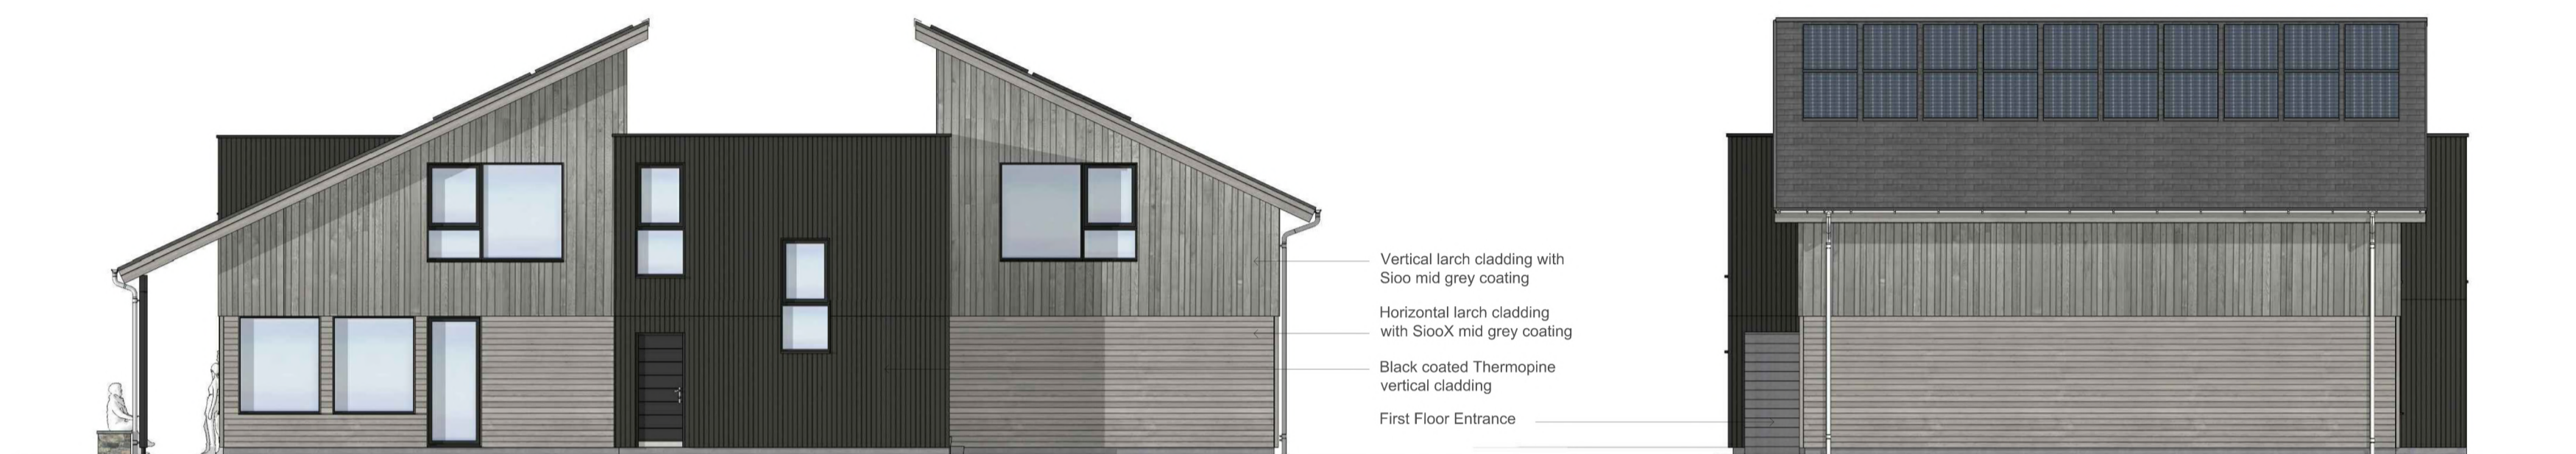 Vertical larch cladding with
Sioo mid grey coating
Horizontal larch cladding
with SiooX mid grey coating
Black coated Thermopine
vertical cladding
First Floor Entrance